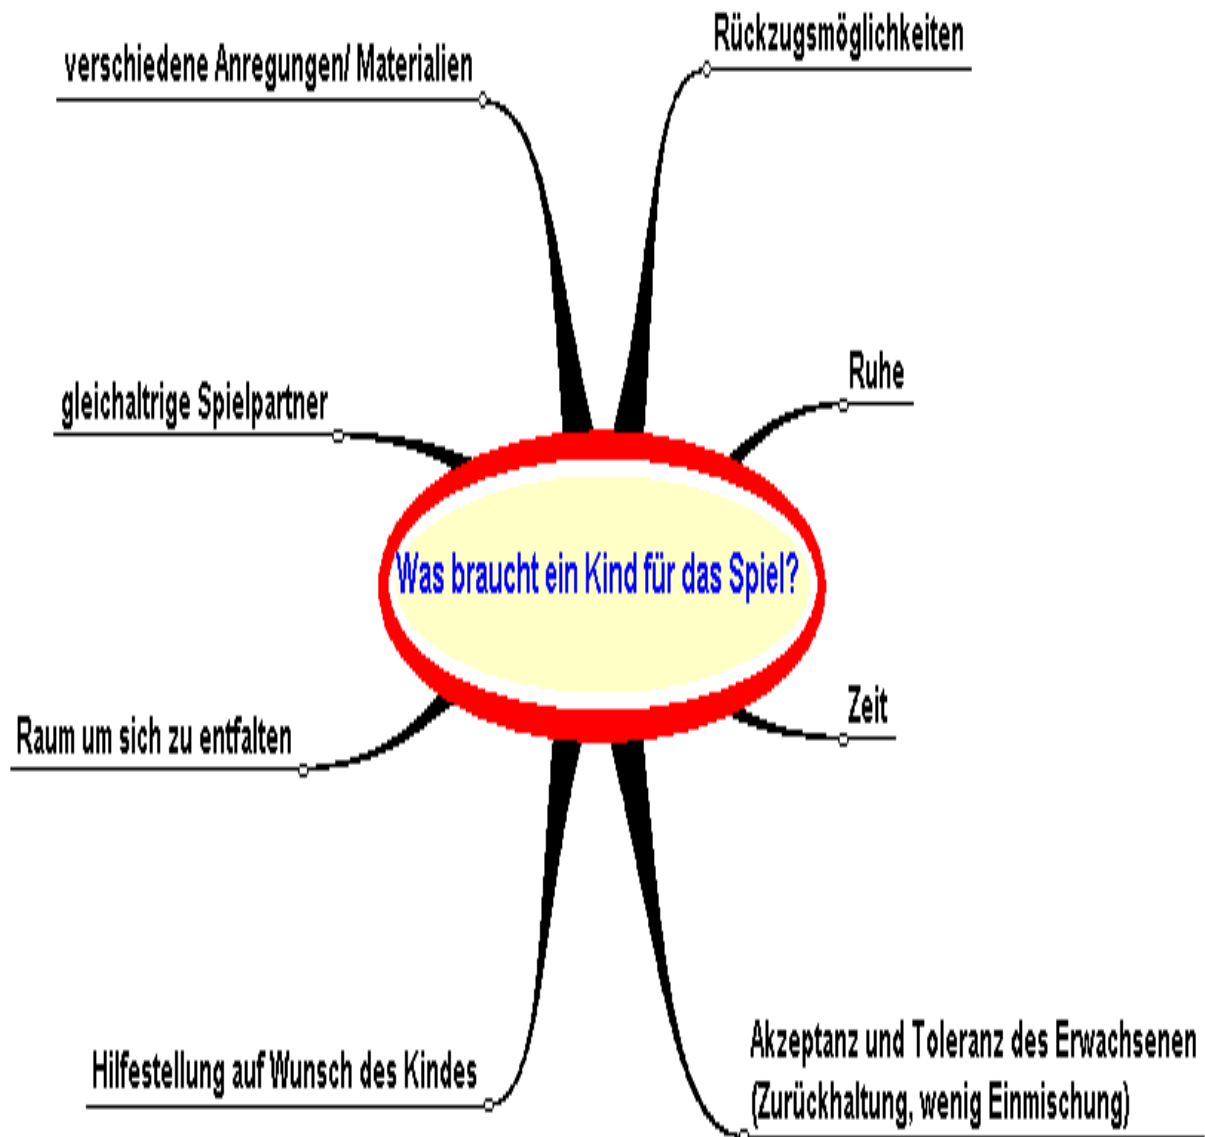 Rückzugsmöglichkeiten
verschiedene Anregungen/ Materialien
Ruhe
gleichaltrige Spielpartner
Was braucht ein Kind für das Spiel?
Zeit
Raum um sich zu entfalten
Akzeptanz und Toleranz des Erwachsenen
(Zurückhaltung, wenig Einmischung)
Hilfestellung auf Wunsch des Kindes